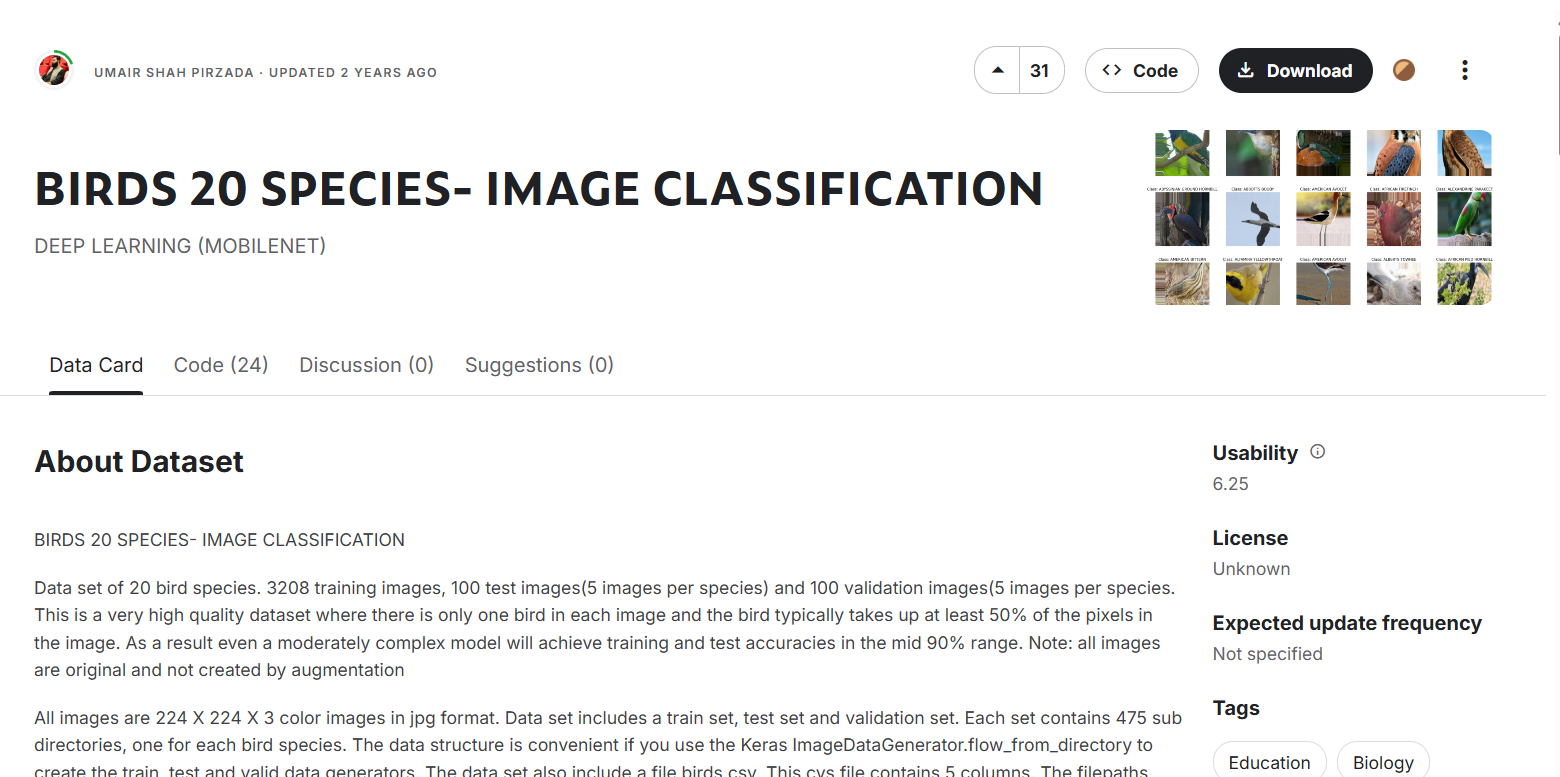 UMAIR SHAH PIRZADA · UPDATED 2 YEARS AGO
31
Code
Download
BIRDS 20 SPECIES- IMAGE CLASSIFICATION
DEEP LEARNING (MOBILENET)
Class: ABYSSINIAN GROUND HORNBILL
Class: ABBOTTS BOOBY
Class: AMERICAN AVOCET
Class: AFRICAN FIREFINCH
Class: ALEXANDRINE PARAKEET
Class: AMERICAN BITTERN
Class: ALTAMIRA YELLOWTHROAT
Class: AMERICAN AVOCET
Class: ALBERTS TOWHEE
Class: AFRICAN PIED HORNBILL
Data Card
Code (24)
Discussion (0)
Suggestions (0)
About Dataset
BIRDS 20 SPECIES- IMAGE CLASSIFICATION
Data set of 20 bird species. 3208 training images, 100 test images(5 images per species) and 100 validation images(5 images per species.
This is a very high quality dataset where there is only one bird in each image and the bird typically takes up at least 50% of the pixels in
the image. As a result even a moderately complex model will achieve training and test accuracies in the mid 90% range. Note: all images
are original and not created by augmentation
All images are 224 X 224 X 3 color images in jpg format. Data set includes a train set, test set and validation set. Each set contains 475 sub
directories, one for each bird species. The data structure is convenient if you use the Keras ImageDataGenerator.flow_from_directory to
create the train, test and valid data generators. The data set also include a file birds.csv. This cvs file contains 5 columns. The filepaths
Usability
6.25
License
Unknown
Expected update frequency
Not specified
Tags
Education
Biology